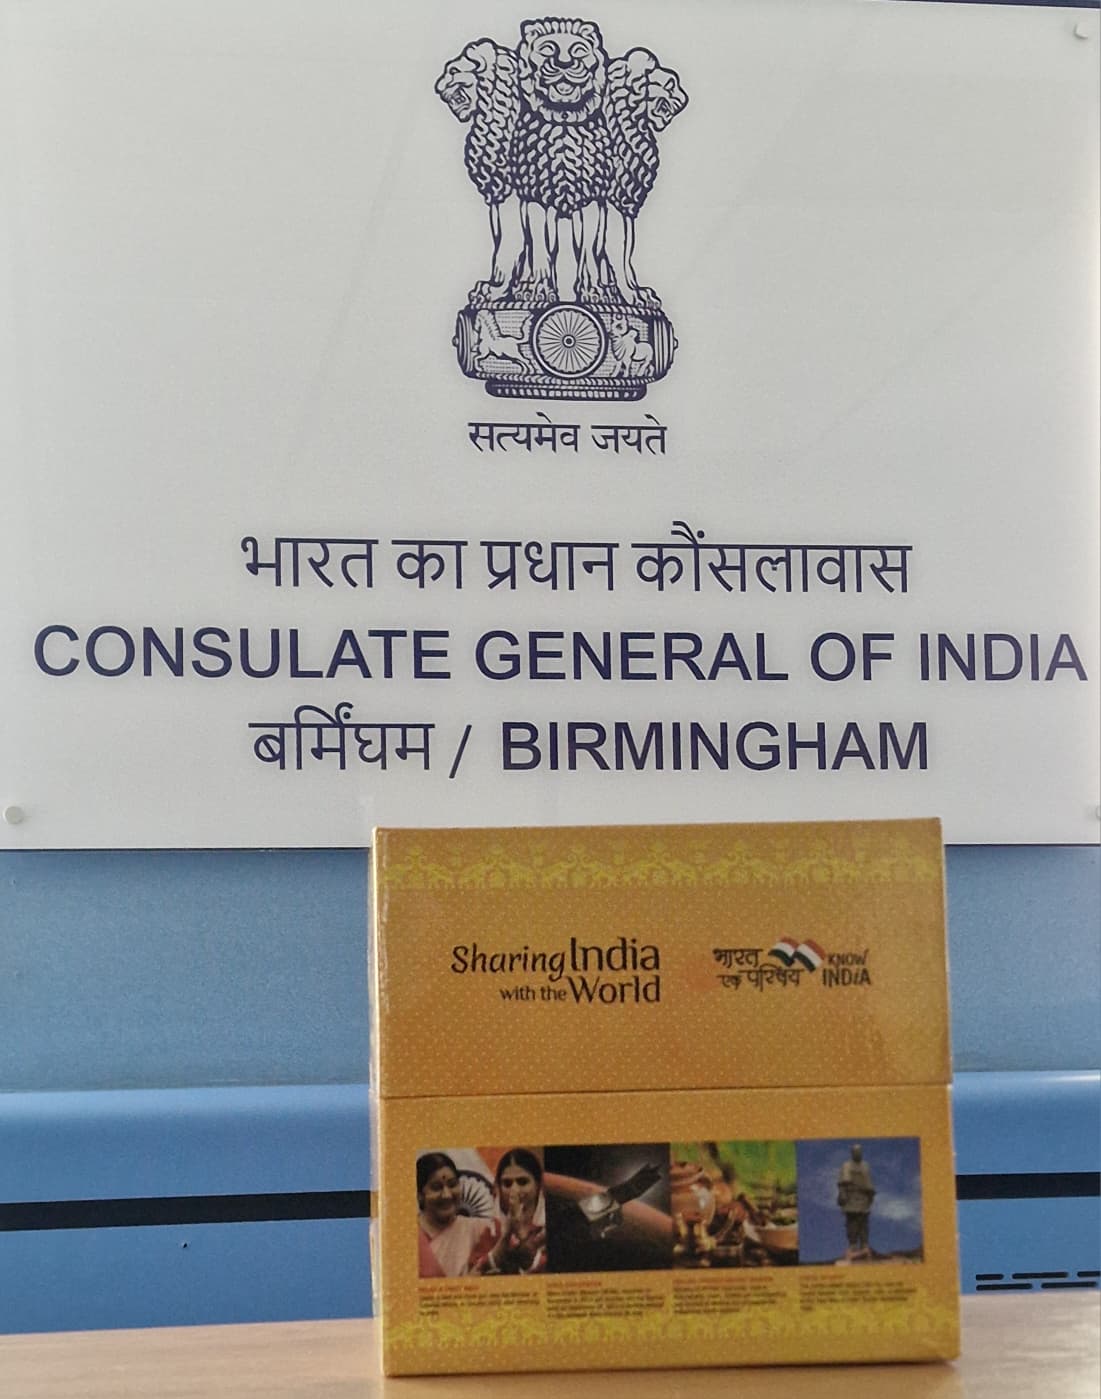 सत्यमेव जयते
भारत का प्रधान कौंसलावास
CONSULATE GENERAL OF INDIA
बर्मिंघम / BIRMINGHAM
Sharing India
with the World
भारत
एक परिचय
KNOW
INDIA